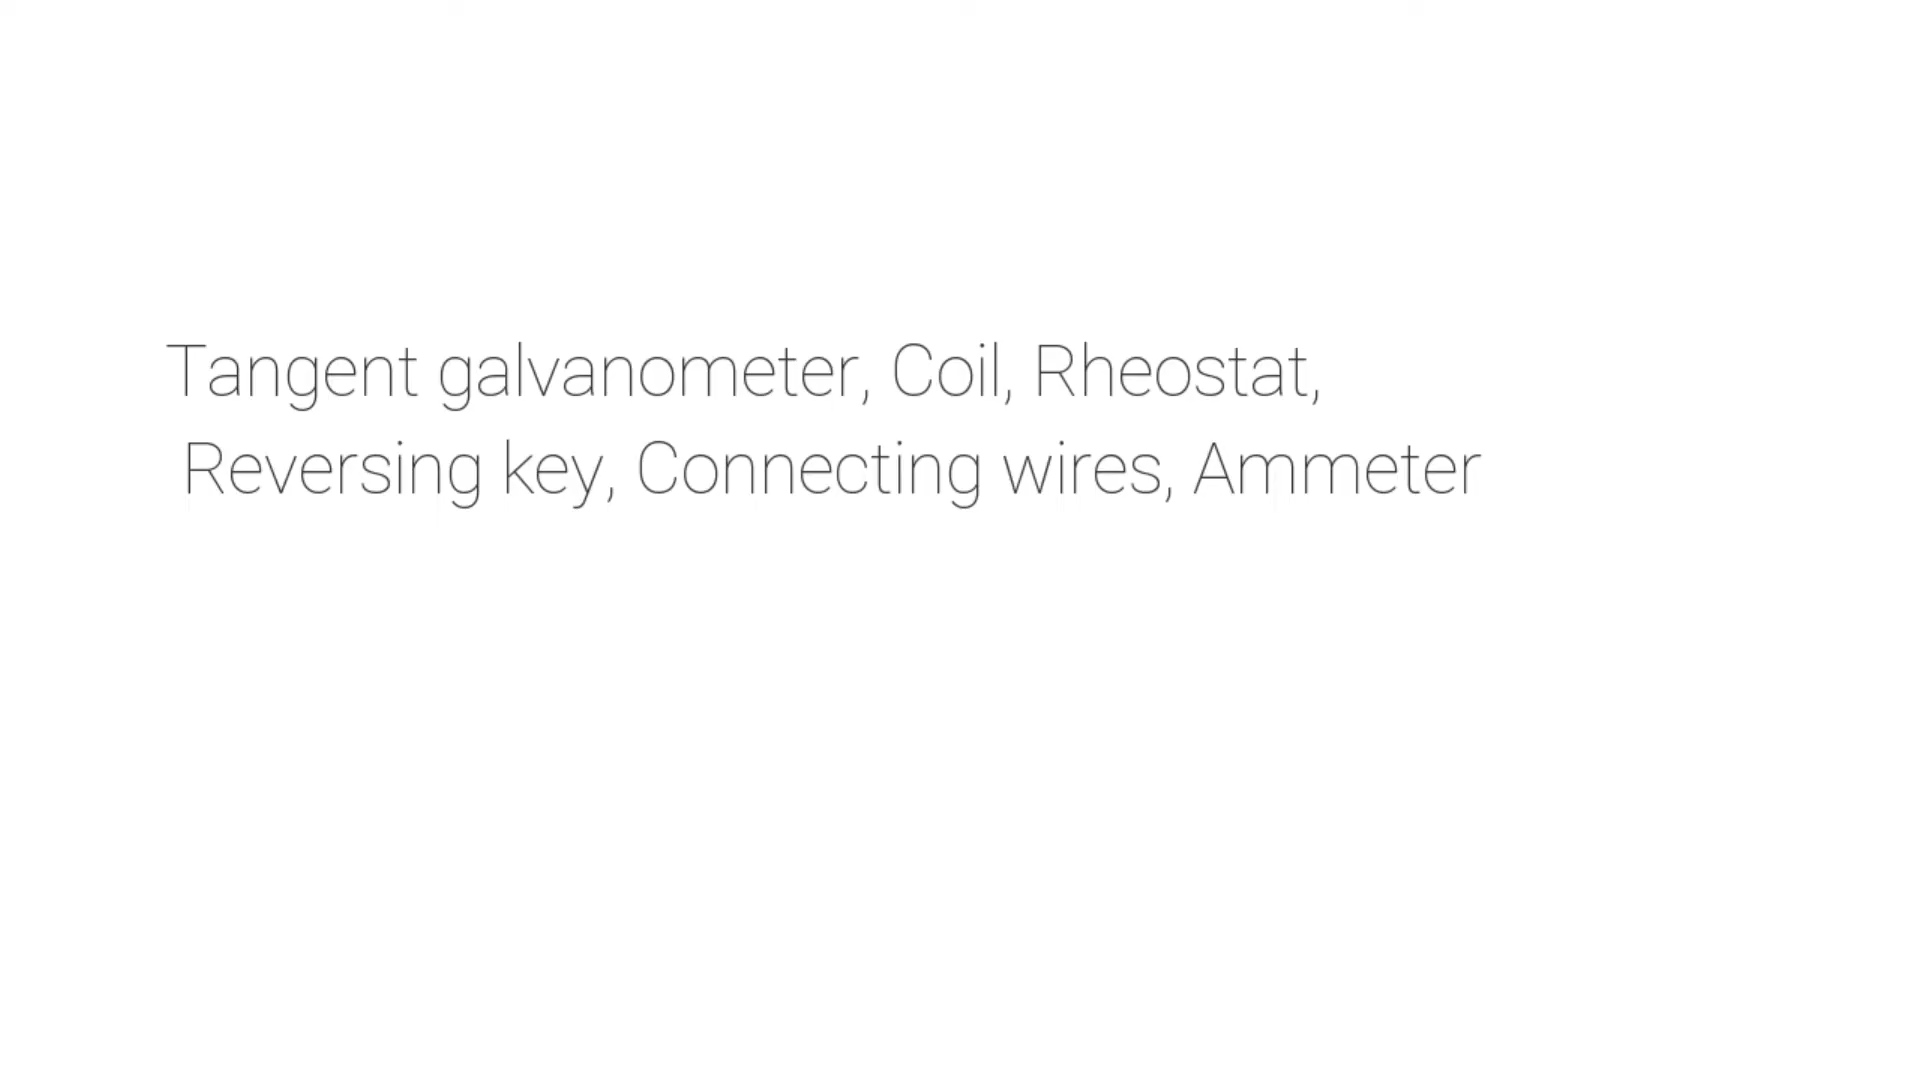 Tangent galvanometer, Coil, Rheostat,
Reversing key, Connecting wires, Ammeter